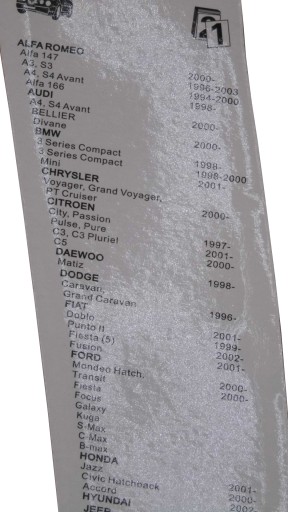 21
ALFA ROMEO
Alfa 147 2000-
A3, S3 1996-2003
A4, S4 Avant 1994-2000
Alfa 166 1998-
AUDI
A4, S4 Avant 2000-
BELLIER
Divane 2000-
BMW
3 Series Compact 1998-
3 Series Compact 1998-2000
Mini 2001-
CHRYSLER
Voyager, Grand Voyager,
PT Cruiser 2000-
CITROEN
City, Passion
Pulse, Pure 1997-
C3, C3 Pluriel 2001-
C5 2000-
DAEWOO
Matiz 1998-
DODGE
Caravan,
Grand Caravan 1996-
FIAT
Doblo 2001-
Punto II 1999-
Fiesta (5) 2002-
Fusion 2001-
FORD
Mondeo Hatch, 2000-
Transit 2000-
Fiesta
Focus
Galaxy
Kuga
S-Max
C-Max
B-max
HONDA
Jazz 2001-
Civic Hatchback 2000-
Accord 2002-
HYUNDAI
JEEP